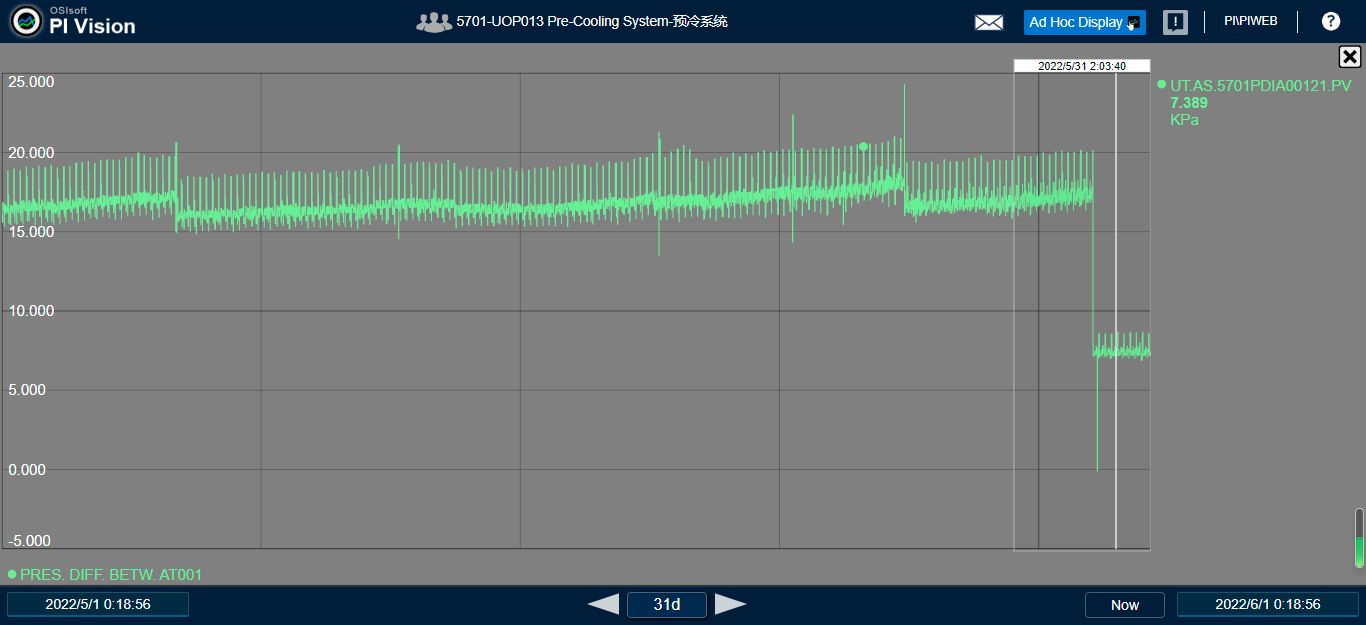 OSIsoft
PI Vision
5701-UOP013 Pre-Cooling System-预冷系统
Ad Hoc Display
PI\PIWEB
?
2022/5/31 2:03:40
25.000
20.000
15.000
10.000
5.000
0.000
-5.000
UT.AS.5701PDIA00121.PV
7.389
KPa
PRES. DIFF. BETW. AT001
2022/5/1 0:18:56
31d
Now
2022/6/1 0:18:56